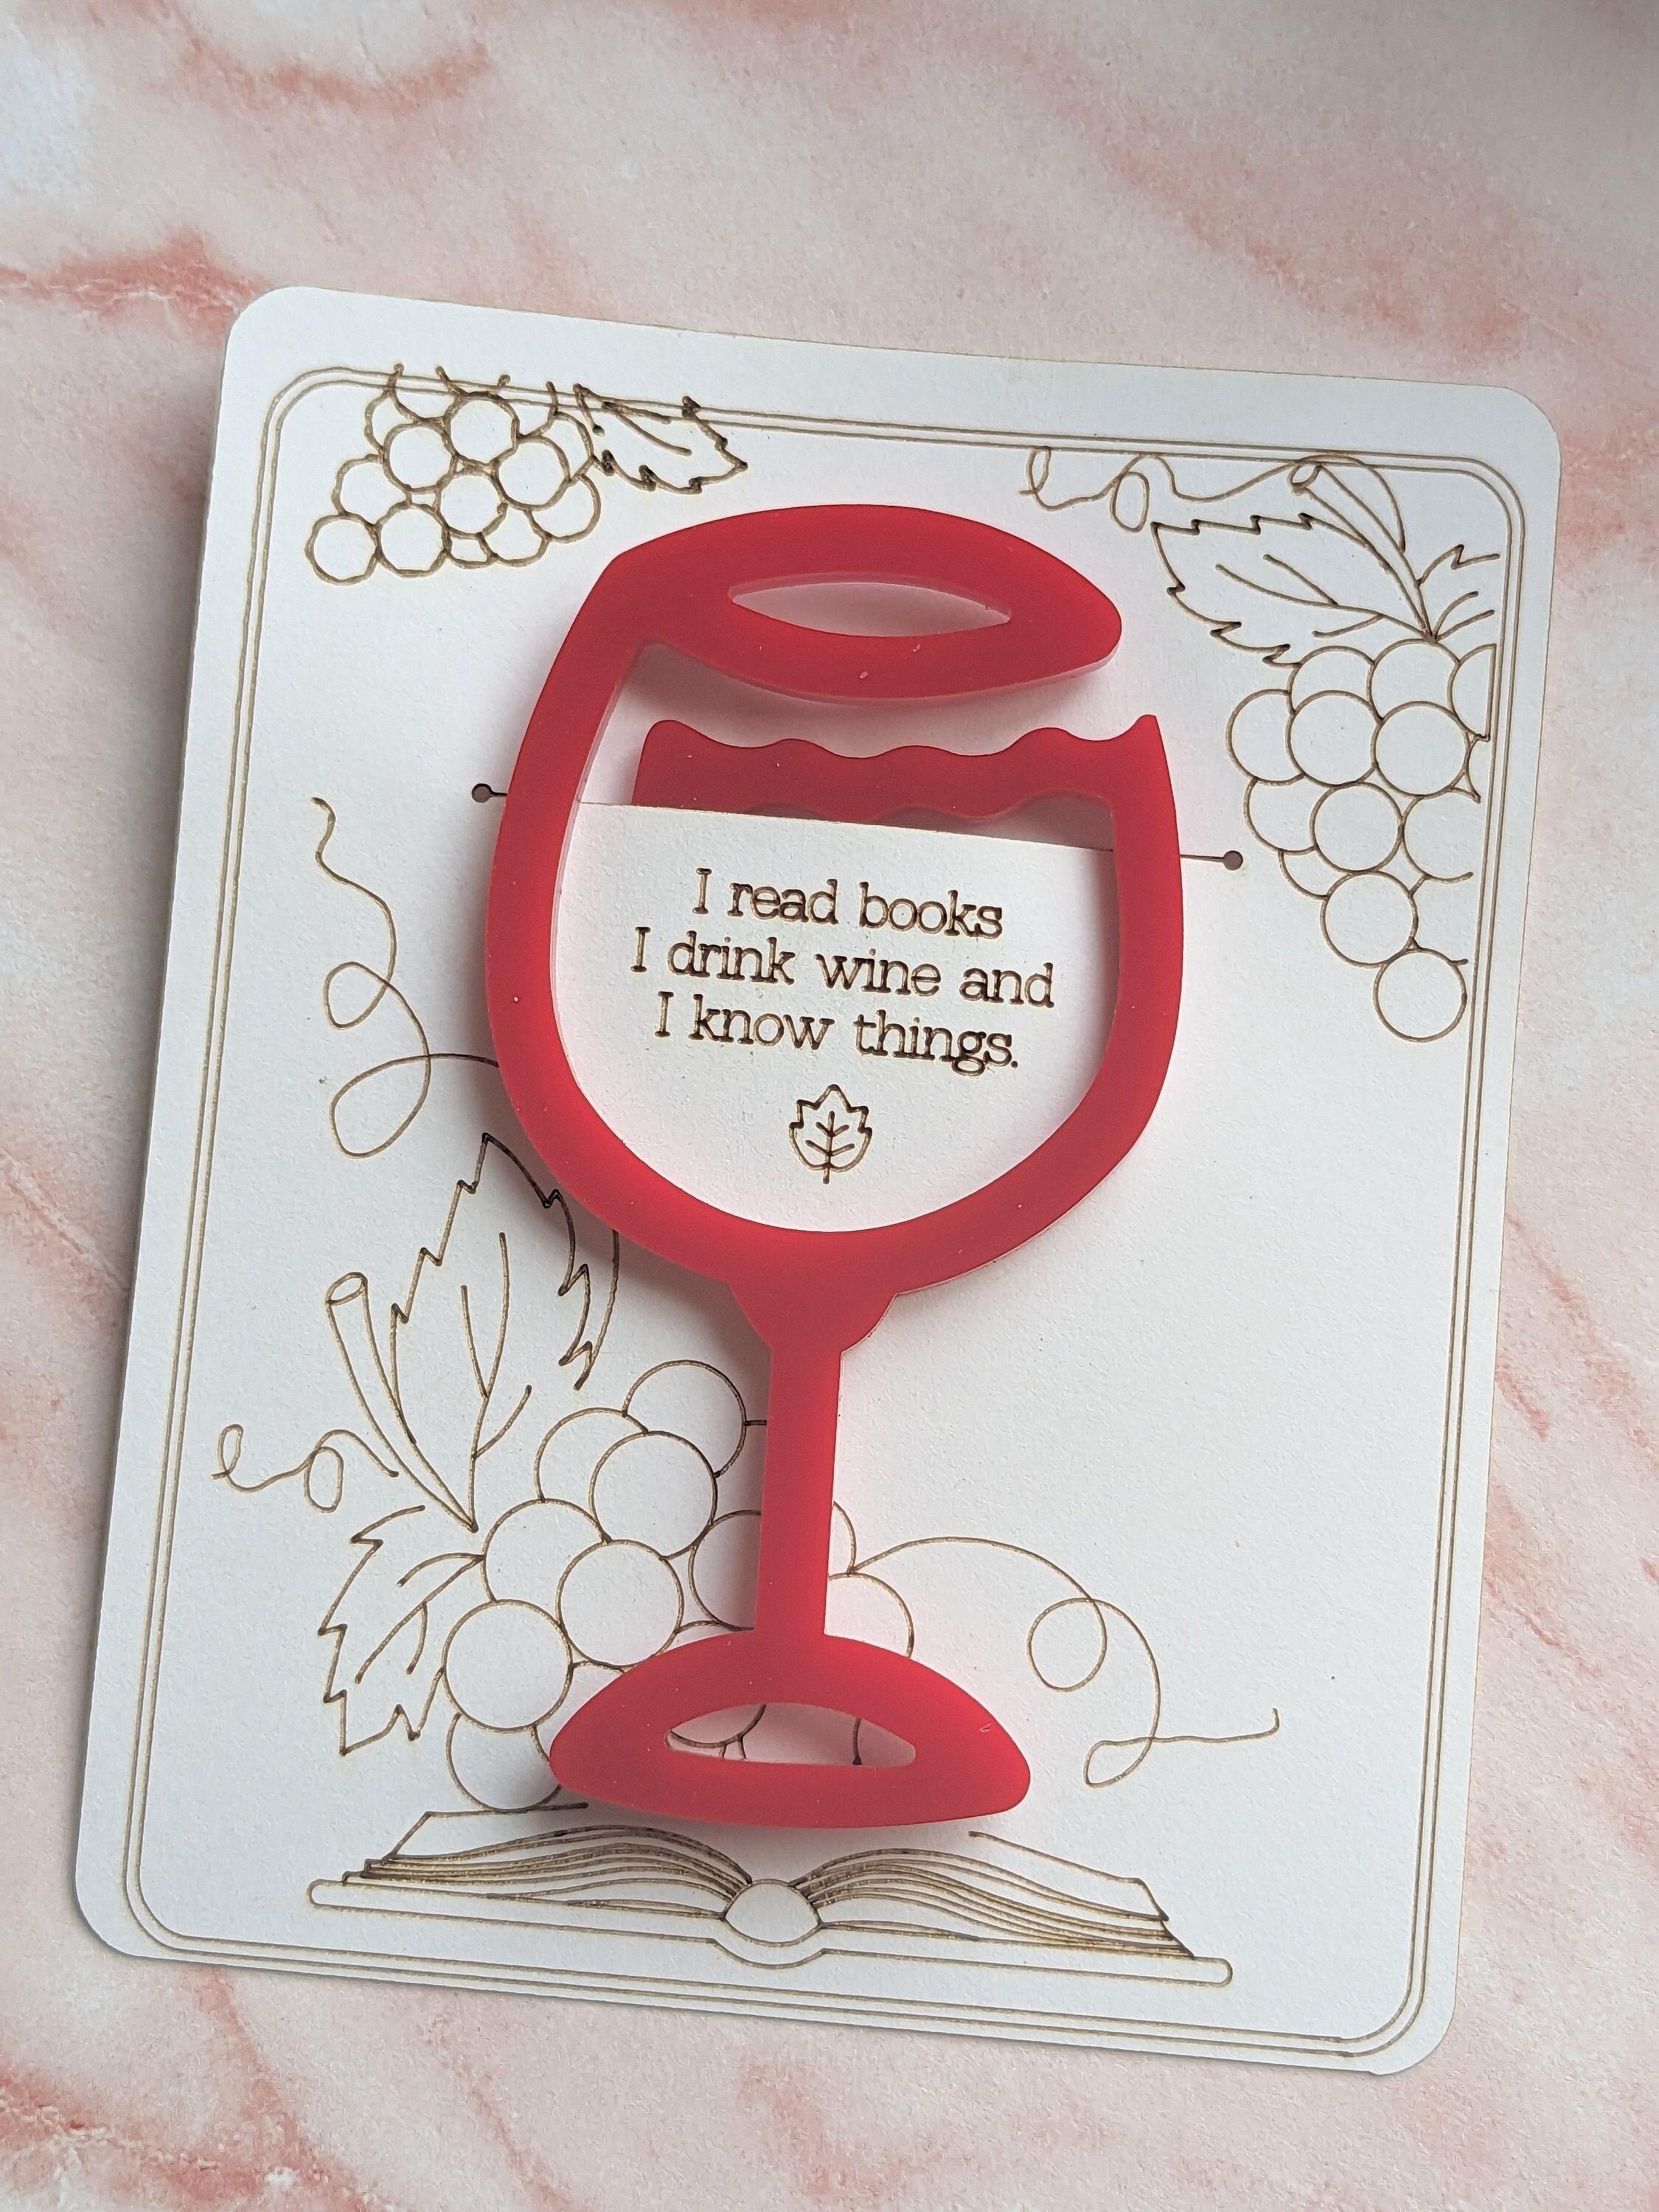 I read books
I drink wine and
I know things.